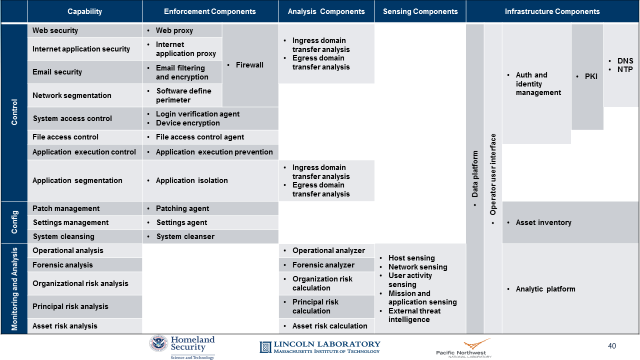 Capability
Enforcement Components
Analysis Components
Sensing Components
Infrastructure Components
Control
Web security
• Web proxy
Internet application security
• Internet
application proxy
Email security
• Email filtering
and encryption
Network segmentation
• Software define
perimeter
• Firewall
• Ingress domain
transfer analysis
• Egress domain
transfer analysis
System access control
• Login verification agent
• Device encryption
File access control
• File access control agent
Application execution control
• Application execution prevention
Application segmentation
• Application isolation
• Ingress domain
transfer analysis
• Egress domain
transfer analysis
Config
Patch management
• Patching agent
Settings management
• Settings agent
System cleansing
• System cleanser
Monitoring and Analysis
Operational analysis
• Operational analyzer
Forensic analysis
• Forensic analyzer
Organizational risk analysis
• Organization risk
calculation
Principal risk analysis
• Principal risk
calculation
Asset risk analysis
• Asset risk calculation
• Host sensing
• Network sensing
• User activity
sensing
• Mission and
application sensing
• External threat
intelligence
• Data platform
• Operator user interface
• Auth and
identity
management
• PKI
• DNS
• NTP
• Asset inventory
• Analytic platform
Homeland
Security
Science and Technology
LINCOLN LABORATORY
MASSACHUSETTS INSTITUTE OF TECHNOLOGY
Pacific Northwest
NATIONAL LABORATORY
40